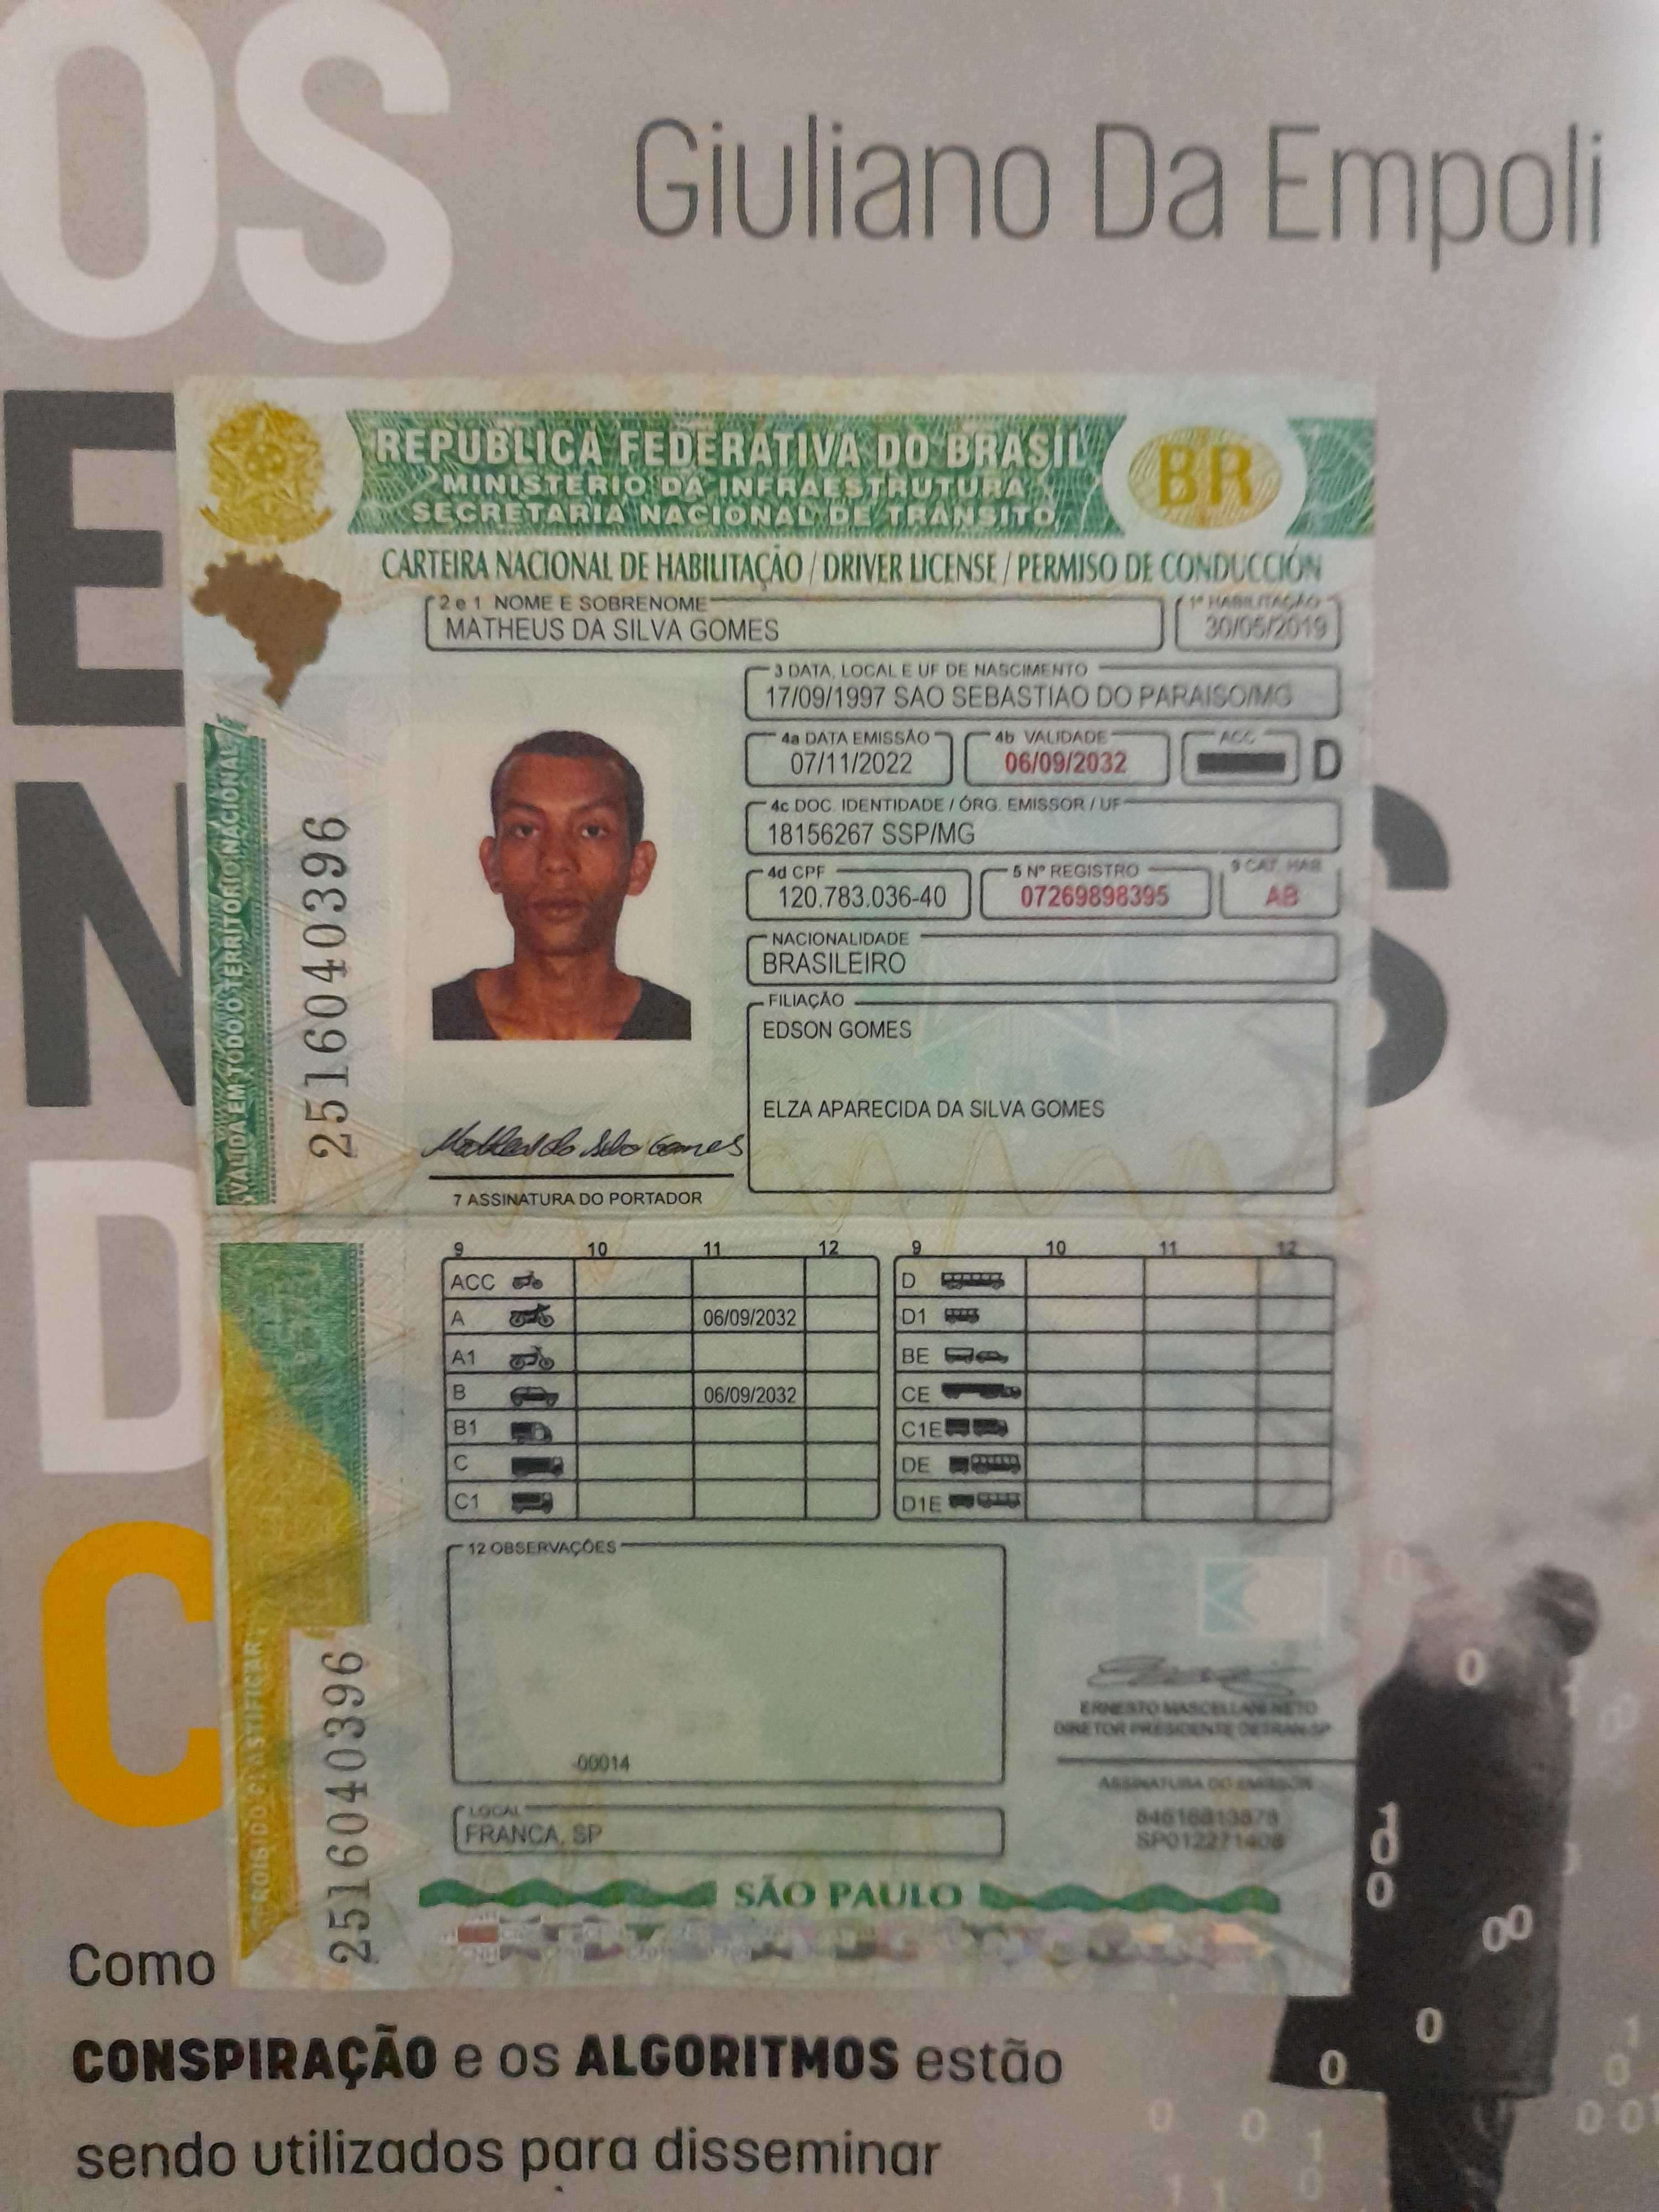 OS
Giuliano Da Empoli
E
N
S
D
C
REPÚBLICA FEDERATIVA DO BRASIL
MINISTÉRIO DA INFRAESTRUTURA
SECRETARIA NACIONAL DE TRÂNSITO
BR
CARTEIRA NACIONAL DE HABILITAÇÃO / DRIVER LICENSE / PERMISO DE CONDUCCIÓN
2 e 1 NOME E SOBRENOME
MATHEUS DA SILVA GOMES
1ª HABILITAÇÃO
30/05/2019
3 DATA, LOCAL E UF DE NASCIMENTO
17/09/1997 SAO SEBASTIAO DO PARAISO/MG
4a DATA EMISSÃO
07/11/2022
4b VALIDADE
06/09/2032
ACC
D
4c DOC. IDENTIDADE / ÓRG. EMISSOR / UF
18156267 SSP/MG
4d CPF
120.783.036-40
5 Nº REGISTRO
07269898395
9 CAT. HAB
AB
NACIONALIDADE
BRASILEIRO
FILIAÇÃO
EDSON GOMES
ELZA APARECIDA DA SILVA GOMES
VÁLIDA EM TODO O TERRITÓRIO NACIONAL
2516040396
Matheus da Silva Gomes
7 ASSINATURA DO PORTADOR
9 10 11 12 9 10 11 12
ACC D
A 06/09/2032 D1
A1 BE
B 06/09/2032 CE
B1 C1E
C DE
C1 D1E
12 OBSERVAÇÕES
00014
ERNESTO MASCELLANI NETO
DIRETOR PRESIDENTE DETRAN-SP
ASSINATURA DO EMISSOR
84616813878
SP012271408
LOCAL
FRANCA, SP
PROIBIDO PLASTIFICAR
2516040396
SÃO PAULO
Como
CONSPIRAÇÃO e os ALGORITMOS estão
sendo utilizados para disseminar